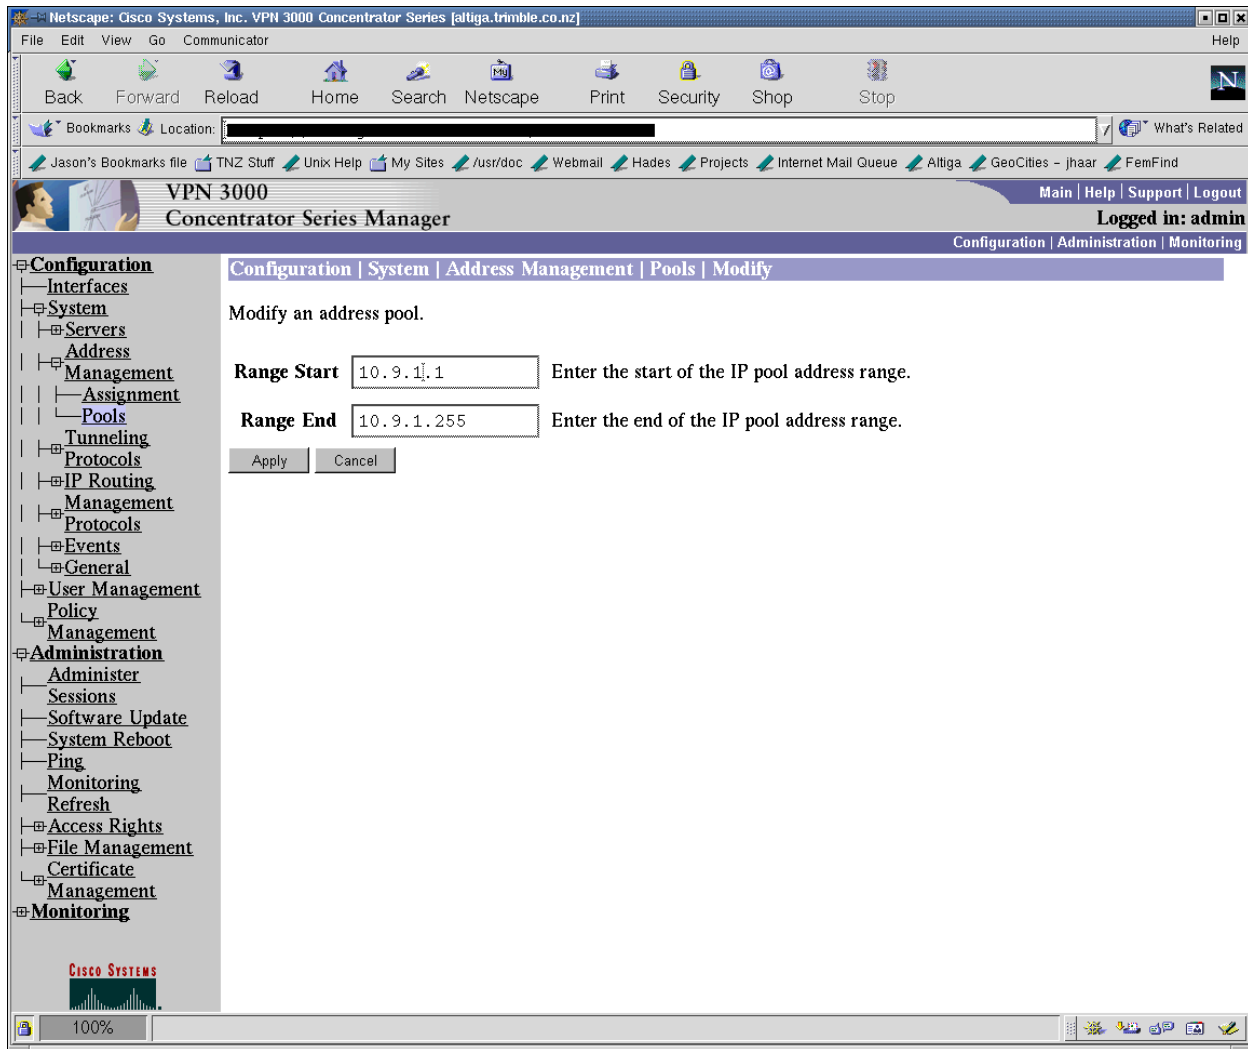 Netscape: Cisco Systems, Inc. VPN 3000 Concentrator Series [altiga.trimble.co.nz]
File Edit View Go Communicator Help
Back Forward Reload Home Search Netscape Print Security Shop Stop
My
N
Bookmarks Location: What's Related
Jason's Bookmarks file TNZ Stuff Unix Help My Sites /usr/doc Webmail Hades Projects Internet Mail Queue Altiga GeoCities - jhaar FemFind
VPN 3000
Concentrator Series Manager
Main | Help | Support | Logout
Logged in: admin
Configuration | Administration | Monitoring
Configuration
Interfaces
System
Servers
Address
Management
Assignment
Pools
Tunneling
Protocols
IP Routing
Management
Protocols
Events
General
User Management
Policy
Management
Administration
Administer
Sessions
Software Update
System Reboot
Ping
Monitoring
Refresh
Access Rights
File Management
Certificate
Management
Monitoring
CISCO SYSTEMS
Configuration | System | Address Management | Pools | Modify
Modify an address pool.
Range Start 10.9.1.1 Enter the start of the IP pool address range.
Range End 10.9.1.255 Enter the end of the IP pool address range.
Apply Cancel
100%